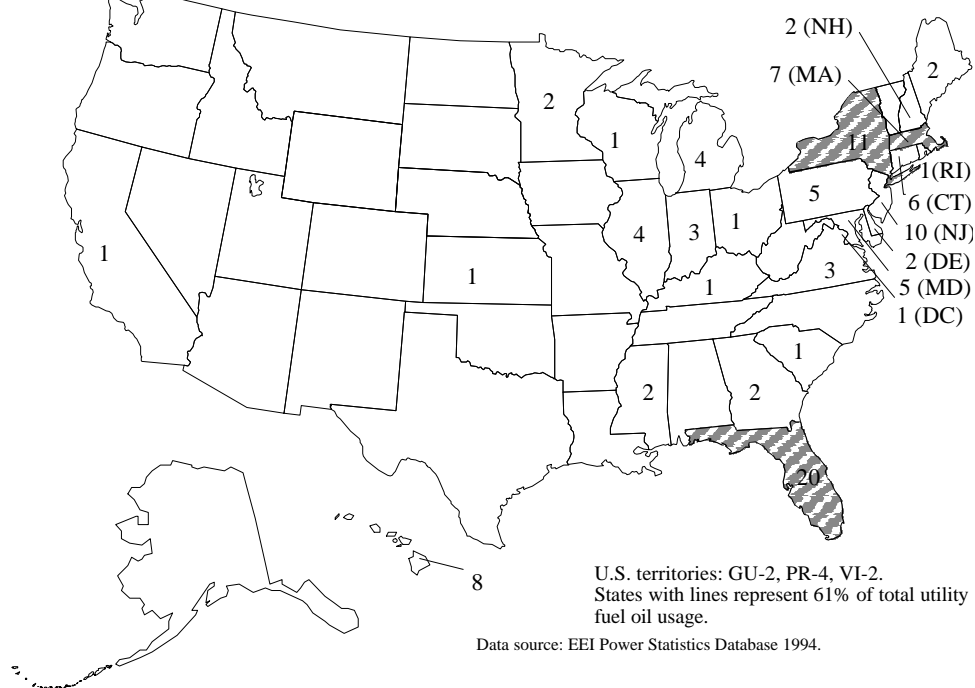 2 (NH)
7 (MA)
2
2
1
4
11
1(RI)
5
6 (CT)
1
4
3
1
10 (NJ)
2 (DE)
3
1
1
5 (MD)
1 (DC)
1
2
2
20
8
U.S. territories: GU-2, PR-4, VI-2.
States with lines represent 61% of total utility
fuel oil usage.
Data source: EEI Power Statistics Database 1994.